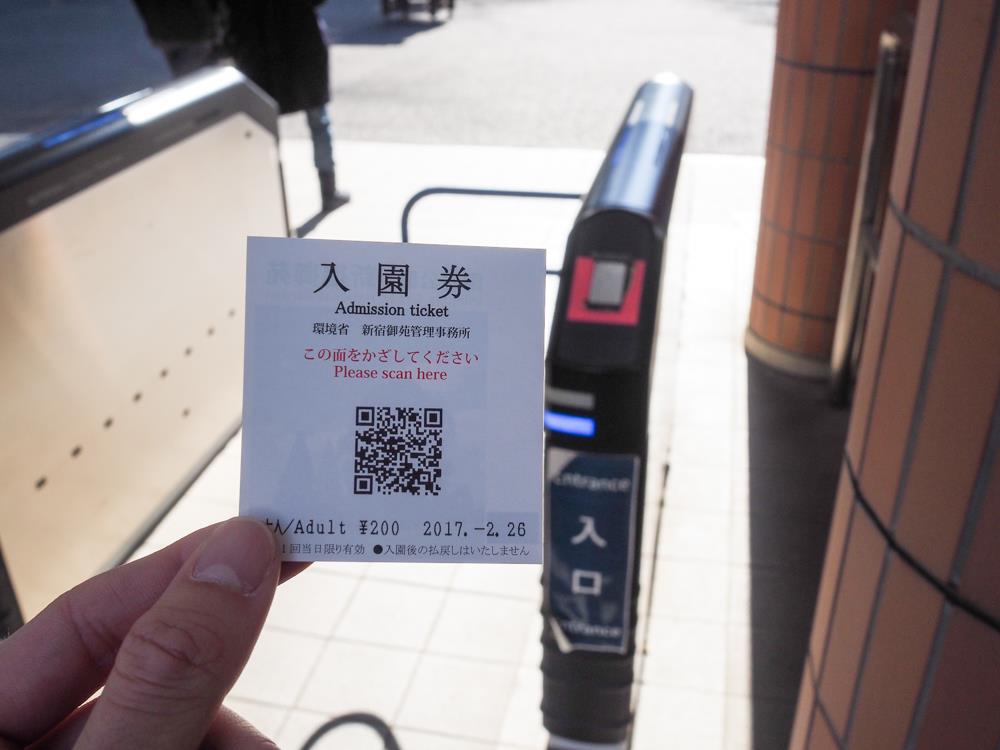 入園券
Admission ticket
環境省 新宿御苑管理事務所
この面をかざしてください
Please scan here
人/Adult ¥200 2017.-2.26
1回当日限り有効 ●入園後の払戻しはいたしません
Entrance
入
口
Entrance